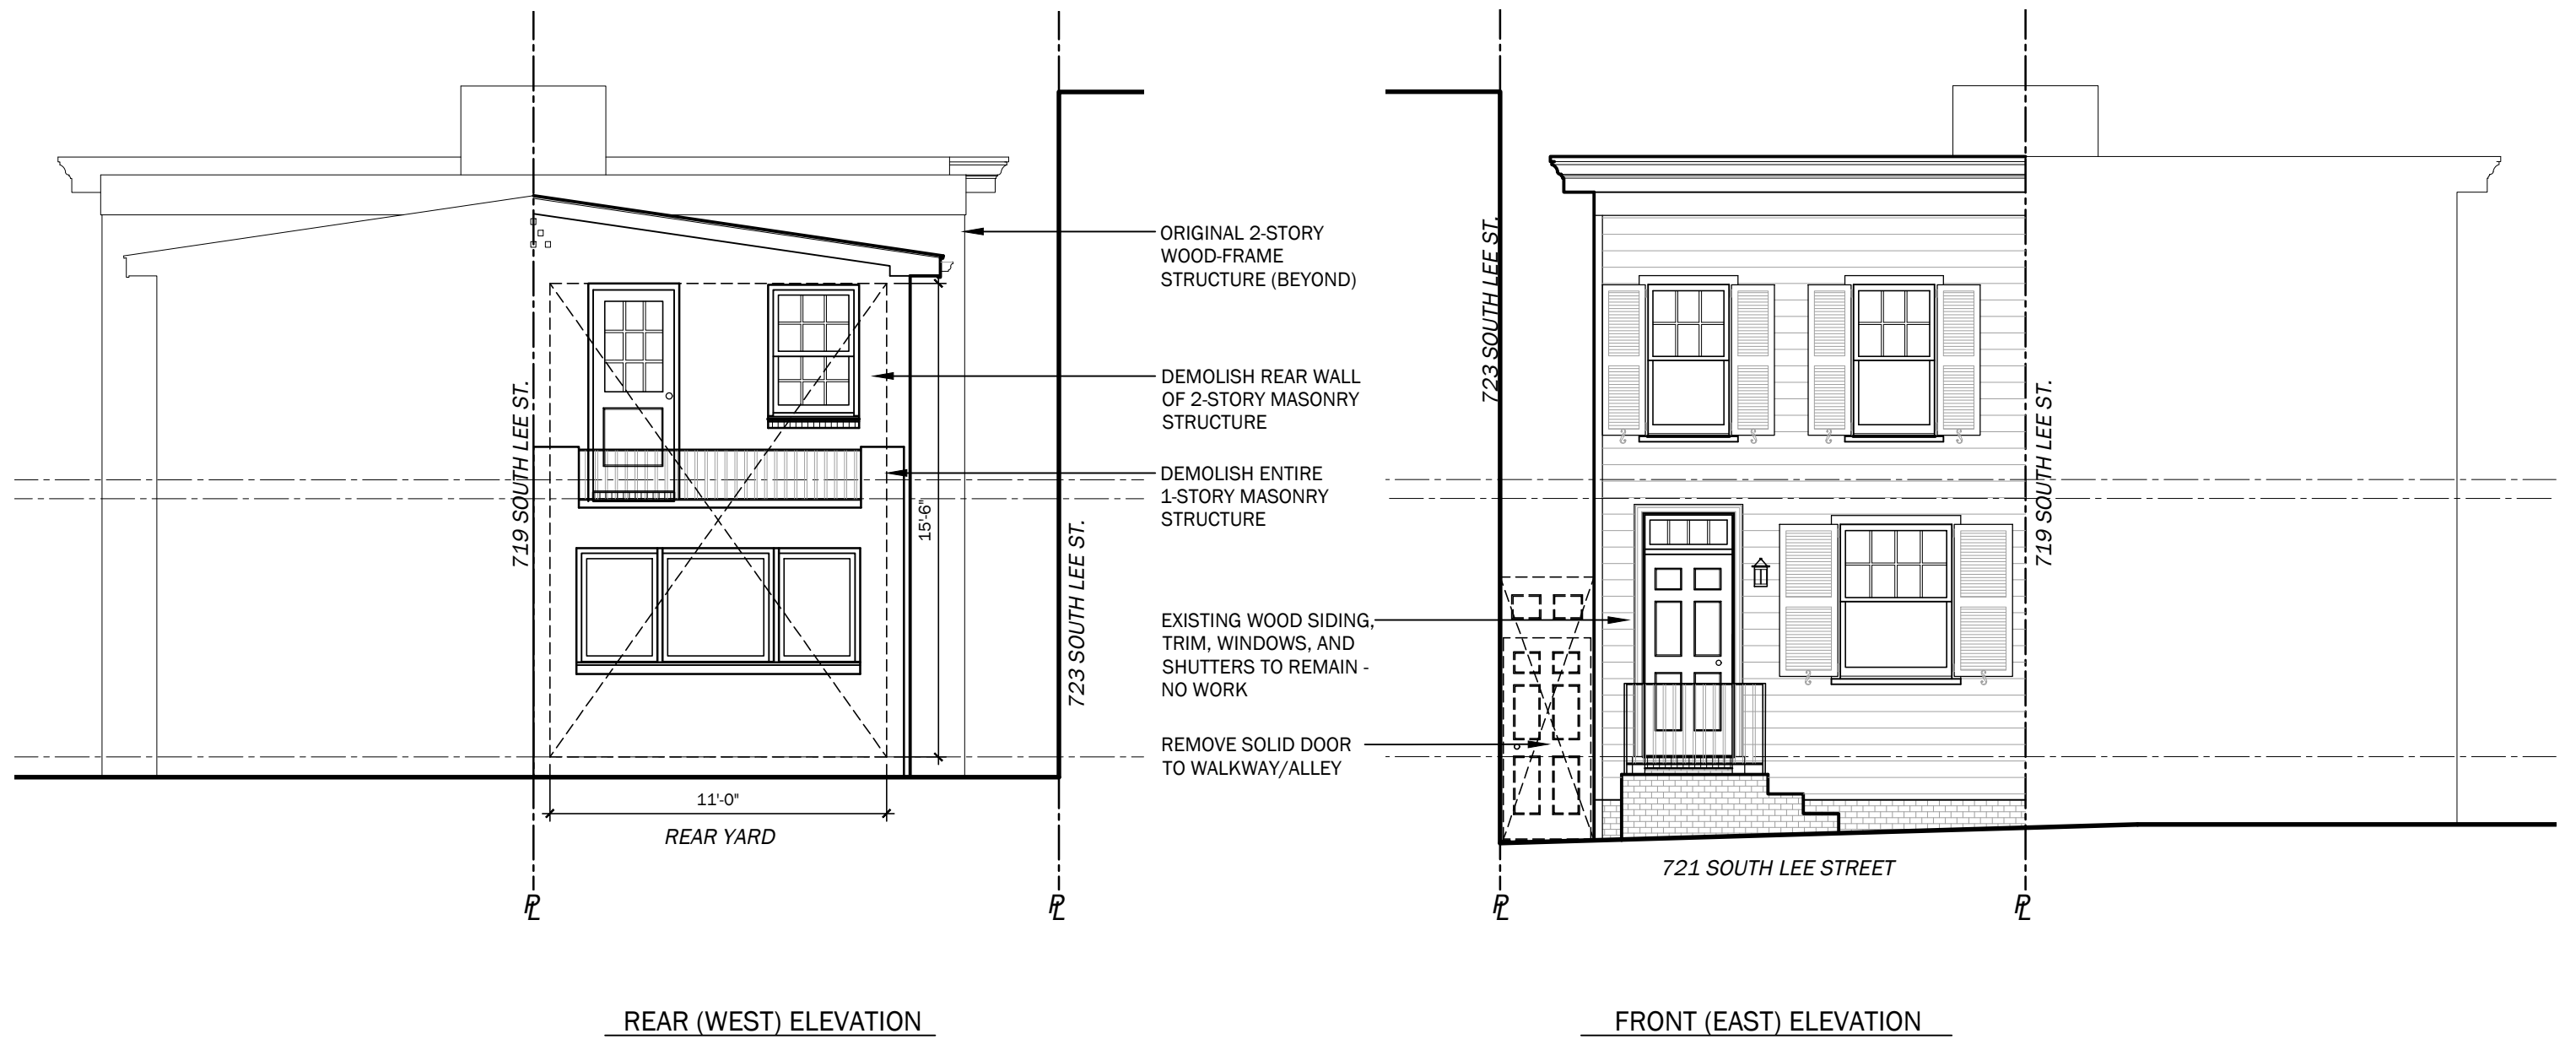 ORIGINAL 2-STORY
WOOD-FRAME
STRUCTURE (BEYOND)
DEMOLISH REAR WALL
OF 2-STORY MASONRY
STRUCTURE
DEMOLISH ENTIRE
1-STORY MASONRY
STRUCTURE
EXISTING WOOD SIDING,
TRIM, WINDOWS, AND
SHUTTERS TO REMAIN -
NO WORK
REMOVE SOLID DOOR
TO WALKWAY/ALLEY
719 SOUTH LEE ST.
15'-6"
723 SOUTH LEE ST.
11'-0"
REAR YARD
PL
PL
REAR (WEST) ELEVATION
723 SOUTH LEE ST.
719 SOUTH LEE ST.
721 SOUTH LEE STREET
PL
PL
FRONT (EAST) ELEVATION